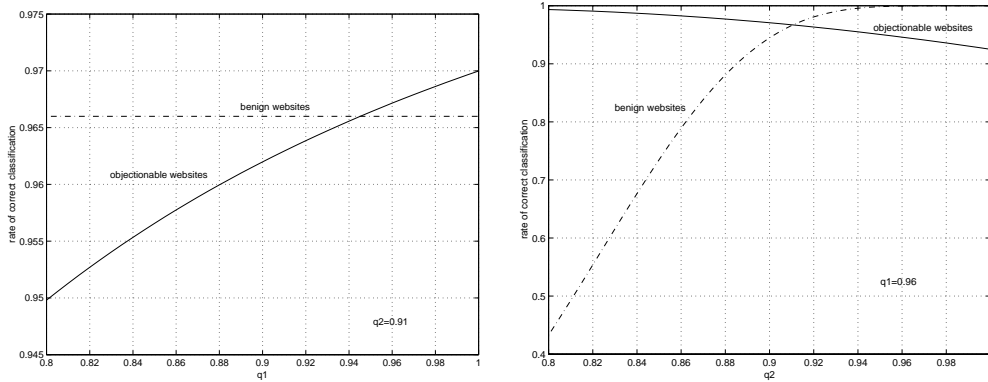 0.975
0.97
0.965
0.96
0.955
0.95
0.945
rate of correct classification
benign websites
objectionable websites
q2=0.91
0.8 0.82 0.84 0.86 0.88 0.9 0.92 0.94 0.96 0.98 1
q1
1
0.9
0.8
0.7
0.6
0.5
0.4
rate of correct classification
objectionable websites
benign websites
q1=0.96
0.8 0.82 0.84 0.86 0.88 0.9 0.92 0.94 0.96 0.98
q2